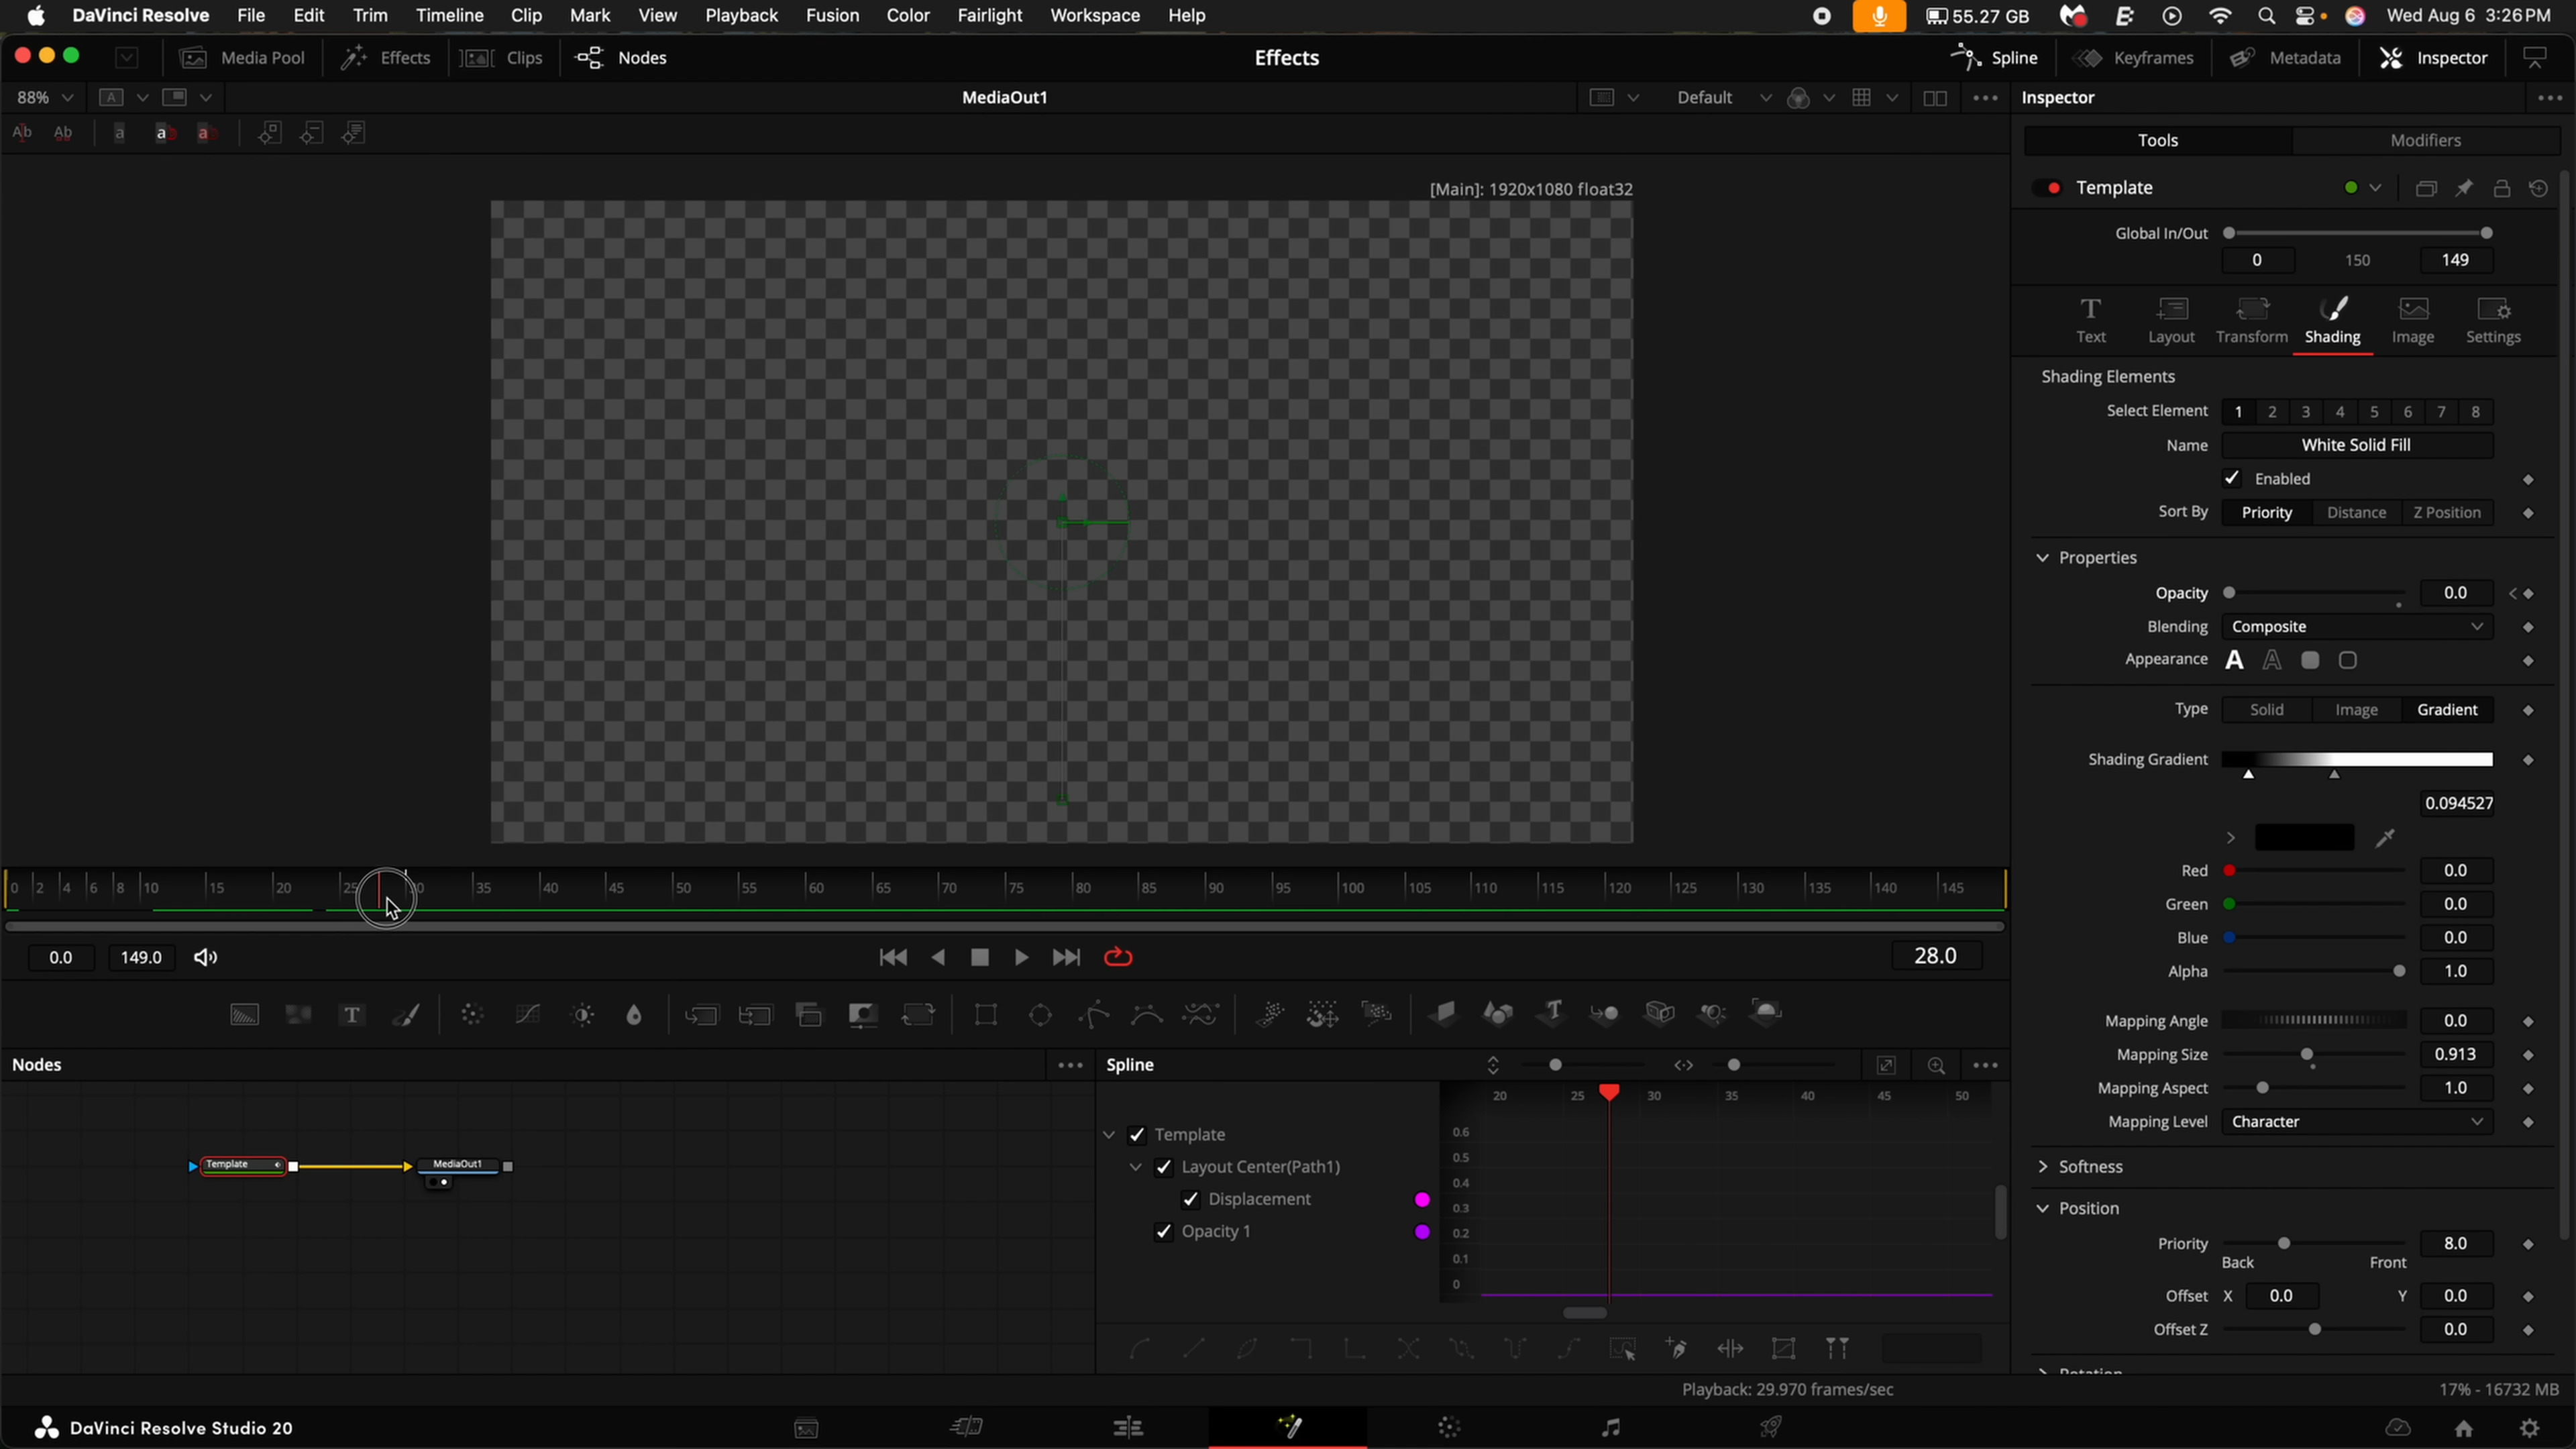 DaVinci Resolve File Edit Trim Timeline Clip Mark View Playback Fusion Color Fairlight Workspace Help 55.27 GB Wed Aug 6 3:26 PM
Media Pool Effects Clips Nodes Effects Spline Keyframes Metadata Inspector
88% A MediaOut1 Default Inspector
Ab Ab a a a
Tools Modifiers
[Main]: 1920x1080 float32
Template
Global In/Out
0 150 149
Text Layout Transform Shading Image Settings
Shading Elements
Select Element 1 2 3 4 5 6 7 8
Name White Solid Fill
Enabled
Sort By Priority Distance Z Position
Properties
Opacity 0.0
Blending Composite
Appearance A A
Type Solid Image Gradient
Shading Gradient
0.094527
Red 0.0
Green 0.0
Blue 0.0
Alpha 1.0
Mapping Angle 0.0
Mapping Size 0.913
Mapping Aspect 1.0
Mapping Level Character
Softness
Position
Priority 8.0
Back Front
Offset X 0.0 Y 0.0
Offset Z 0.0
0 2 4 6 8 10 15 20 25 35 40 45 50 55 60 65 70 75 80 85 90 95 100 105 110 115 120 125 130 135 140 145
0.0 149.0 28.0
T T
Nodes Spline
Template MediaOut1
Template
Layout Center(Path1)
Displacement
Opacity 1
20 25 30 35 40 45 50
0.6
0.5
0.4
0.3
0.2
0.1
0
Playback: 29.970 frames/sec 17% - 16732 MB
DaVinci Resolve Studio 20